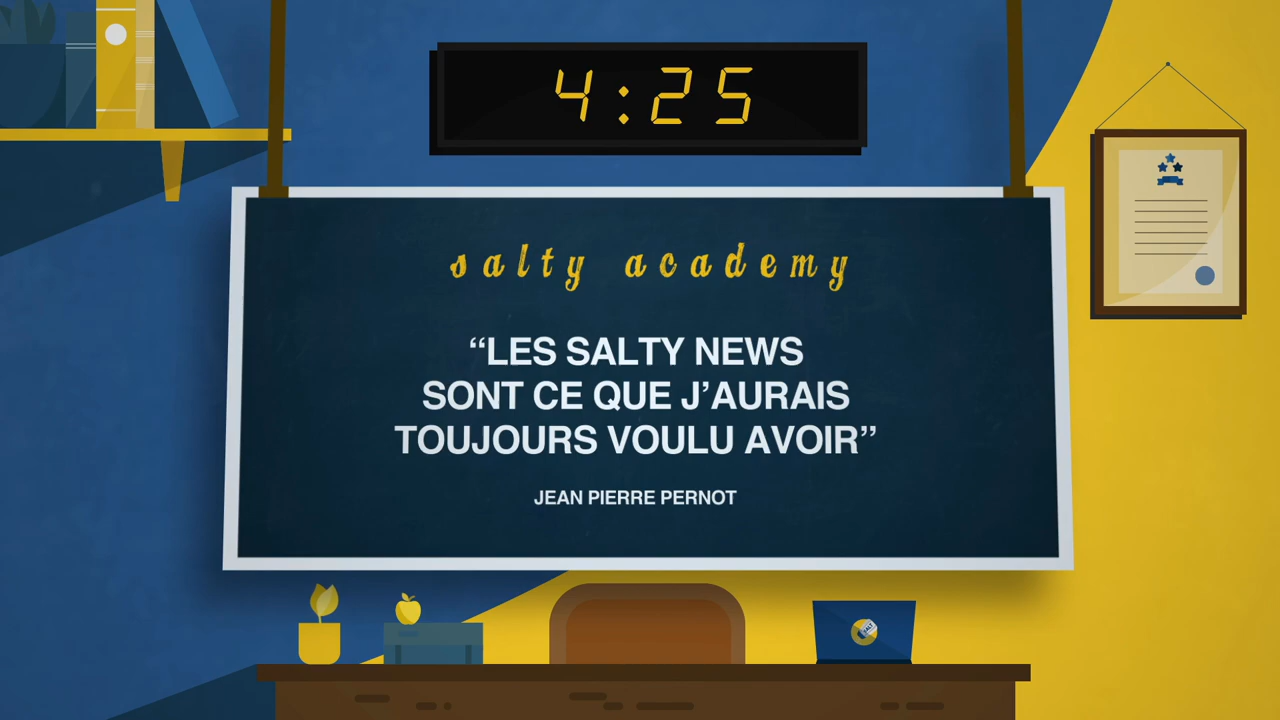 4:25
salty academy
“LES SALTY NEWS
SONT CE QUE J’AURAIS
TOUJOURS VOULU AVOIR”
JEAN PIERRE PERNOT